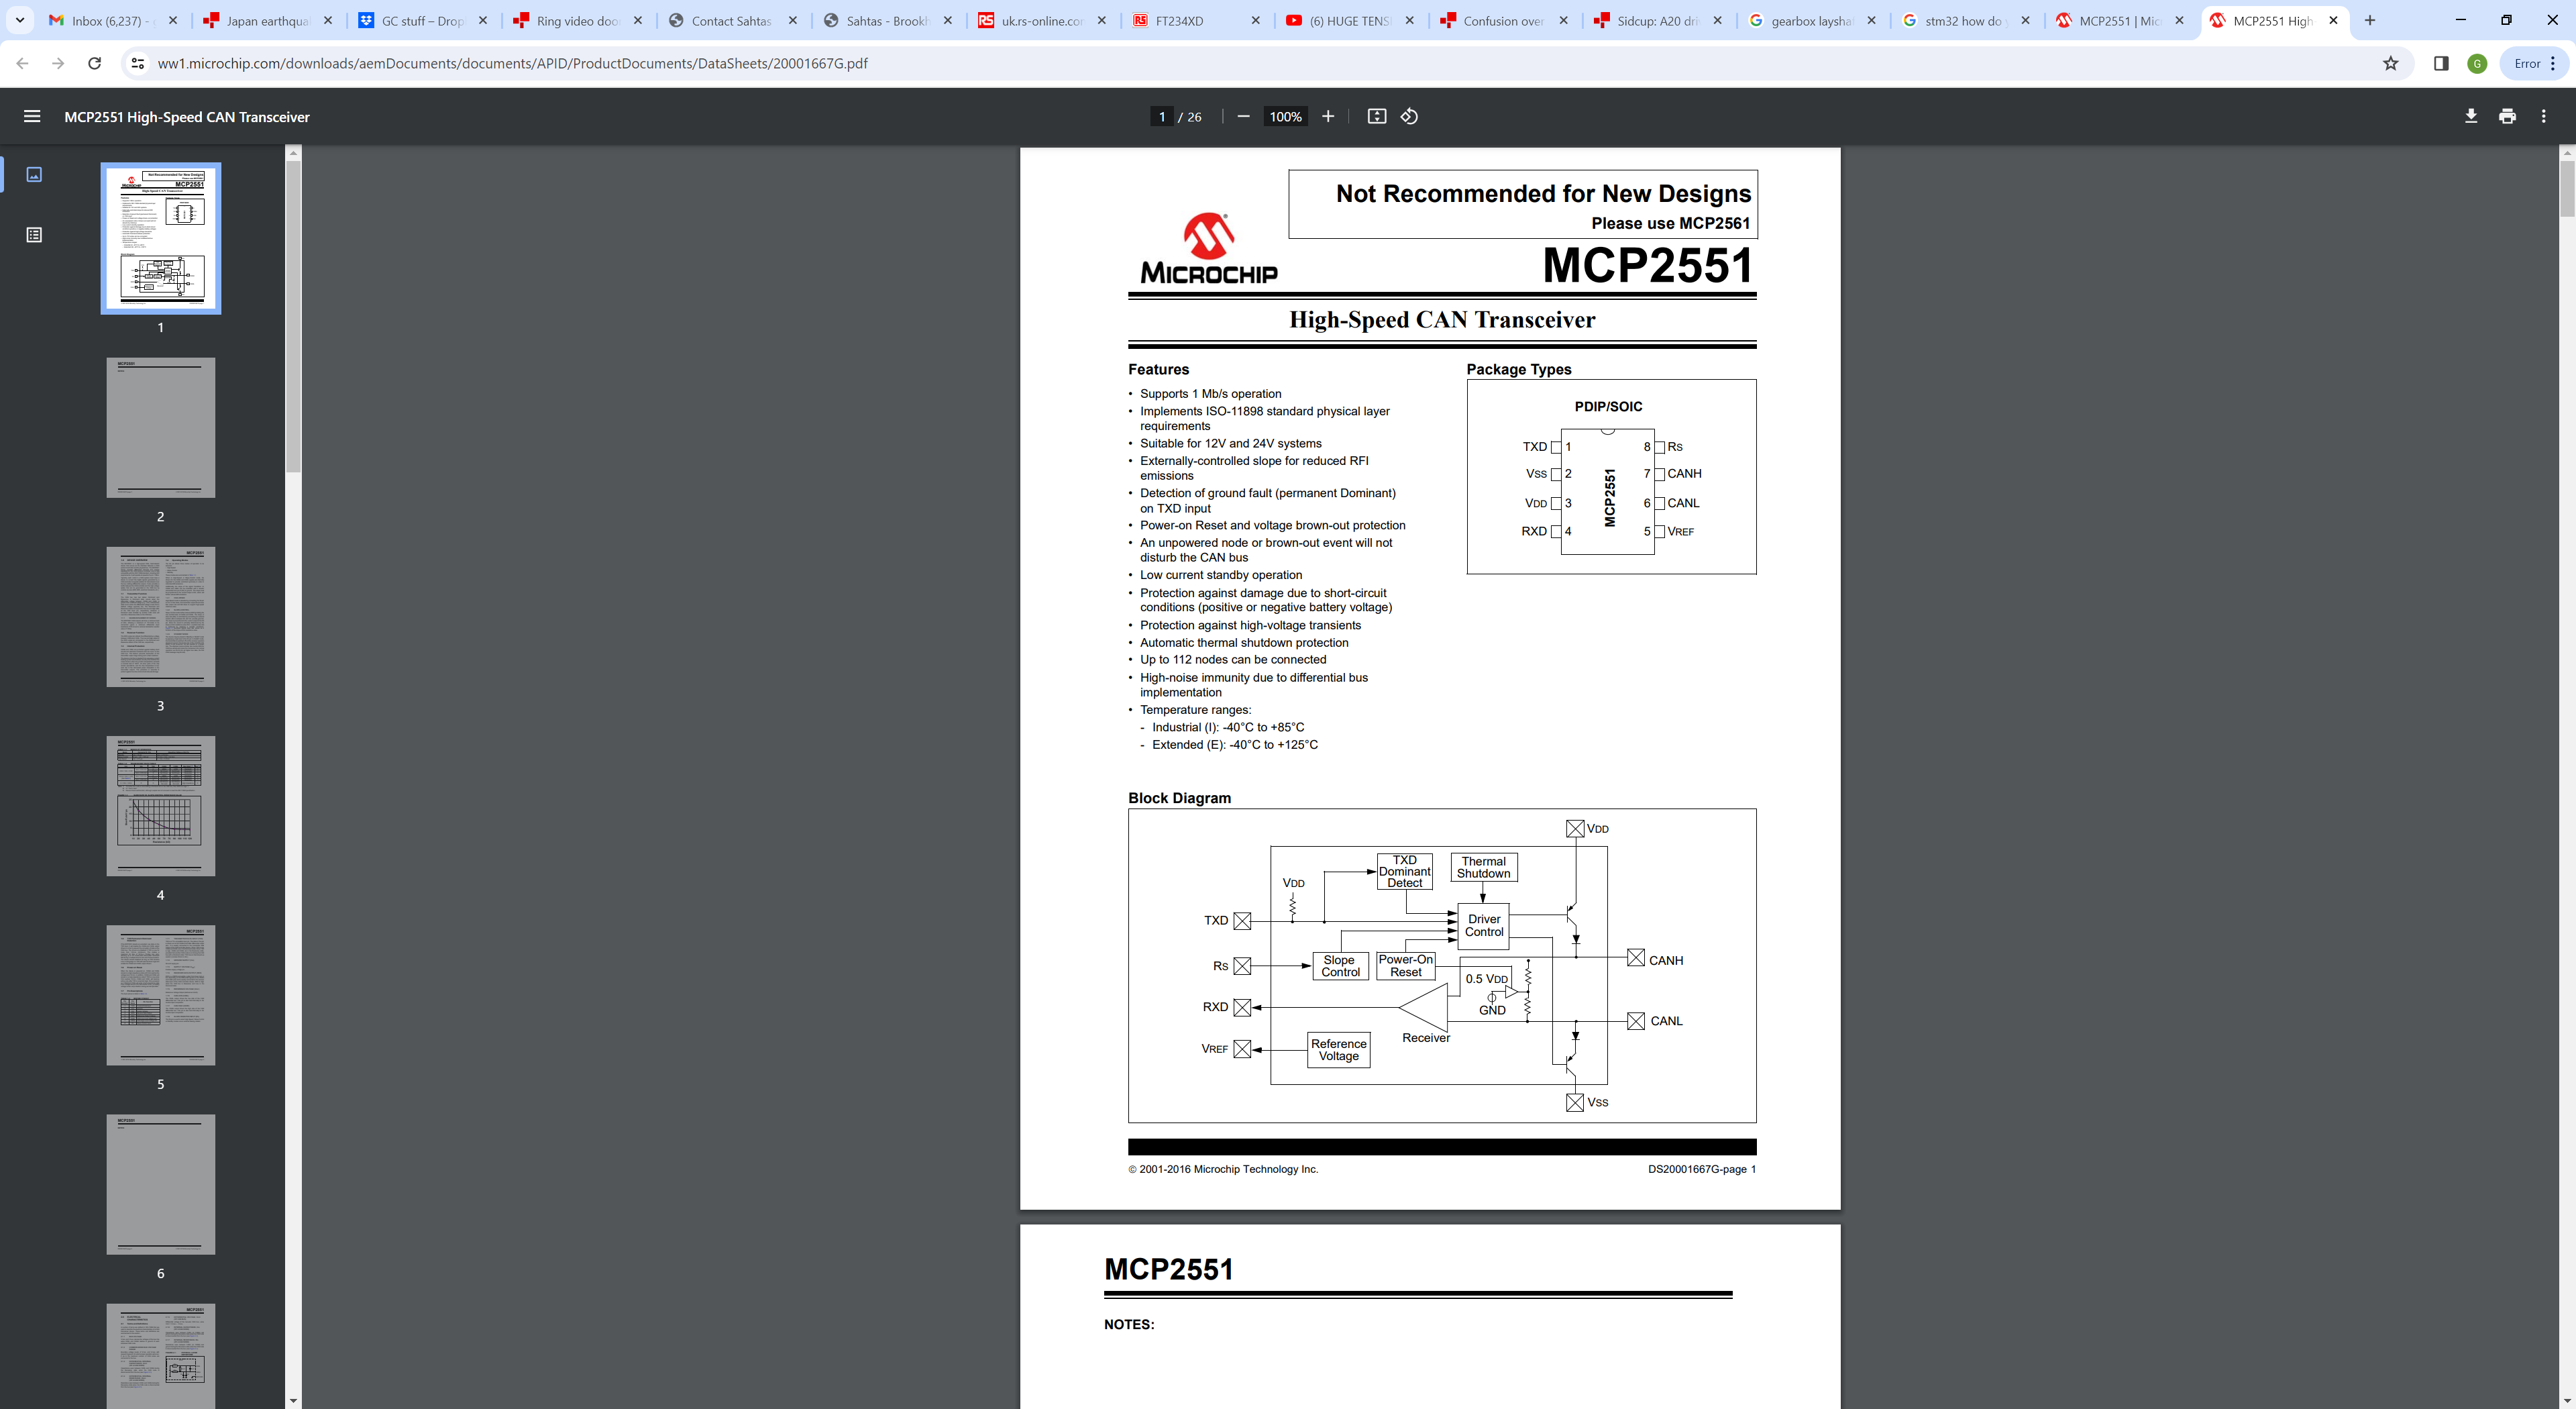 Inbox (6,237) -
Japan earthqua
GC stuff – Drop
Ring video doo
Contact Sahtas
Sahtas - Brookh
uk.rs-online.co
FT234XD
(6) HUGE TENS
Confusion over
Sidcup: A20 dri
gearbox laysha
stm32 how do y
MCP2551 | Mic
MCP2551 High
ww1.microchip.com/downloads/aemDocuments/documents/APID/ProductDocuments/DataSheets/20001667G.pdf
G
Error
MCP2551 High-Speed CAN Transceiver
1 / 26
100%
1
2
3
4
5
6
Not Recommended for New Designs
Please use MCP2561
MICROCHIP
MCP2551
High-Speed CAN Transceiver
Features
• Supports 1 Mb/s operation
• Implements ISO-11898 standard physical layer
requirements
• Suitable for 12V and 24V systems
• Externally-controlled slope for reduced RFI
emissions
• Detection of ground fault (permanent Dominant)
on TXD input
• Power-on Reset and voltage brown-out protection
• An unpowered node or brown-out event will not
disturb the CAN bus
• Low current standby operation
• Protection against damage due to short-circuit
conditions (positive or negative battery voltage)
• Protection against high-voltage transients
• Automatic thermal shutdown protection
• Up to 112 nodes can be connected
• High-noise immunity due to differential bus
implementation
• Temperature ranges:
- Industrial (I): -40°C to +85°C
- Extended (E): -40°C to +125°C
Package Types
PDIP/SOIC
TXD 1 8 RS
VSS 2 7 CANH
VDD 3 6 CANL
RXD 4 5 VREF
MCP2551
Block Diagram
VDD
TXD
Dominant
Detect
Thermal
Shutdown
VDD
TXD
Driver
Control
RS
Slope
Control
Power-On
Reset
CANH
0.5 VDD
RXD
GND
CANL
Receiver
VREF
Reference
Voltage
VSS
© 2001-2016 Microchip Technology Inc.
DS20001667G-page 1
MCP2551
NOTES: